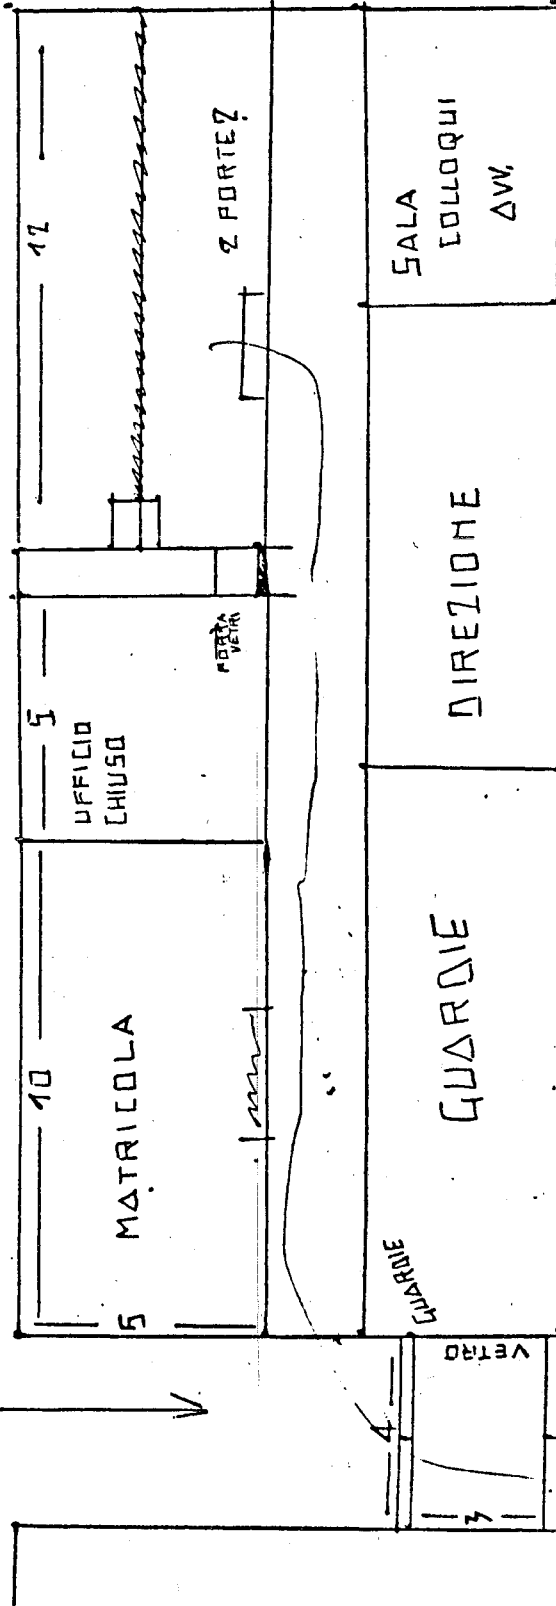 12
2 PORTE?
SALA
COLLOQUI
AVV.
5
UFFICIO
CHIUSO
PORTA
VETRI
DIREZIONE
10
MATRICOLA
5
GUARDIE
GUARDIE
4
VETRO
3